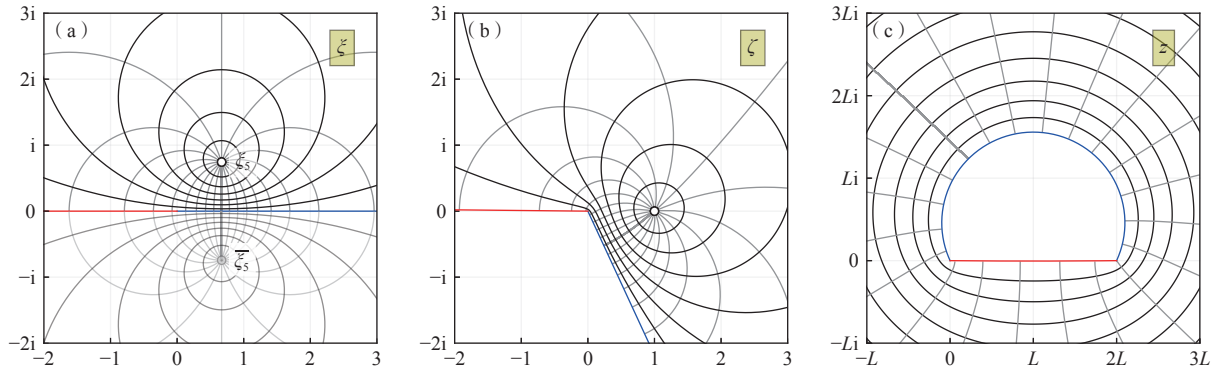 (a)
ξ
3i
2i
i
0
−i
−2i
ξ₅
ξ̅₅
−2 −1 0 1 2 3
(b)
ζ
3i
2i
i
0
−i
−2i
−2 −1 0 1 2 3
(c)
z
3Li
2Li
Li
0
−Li
−L 0 L 2L 3L